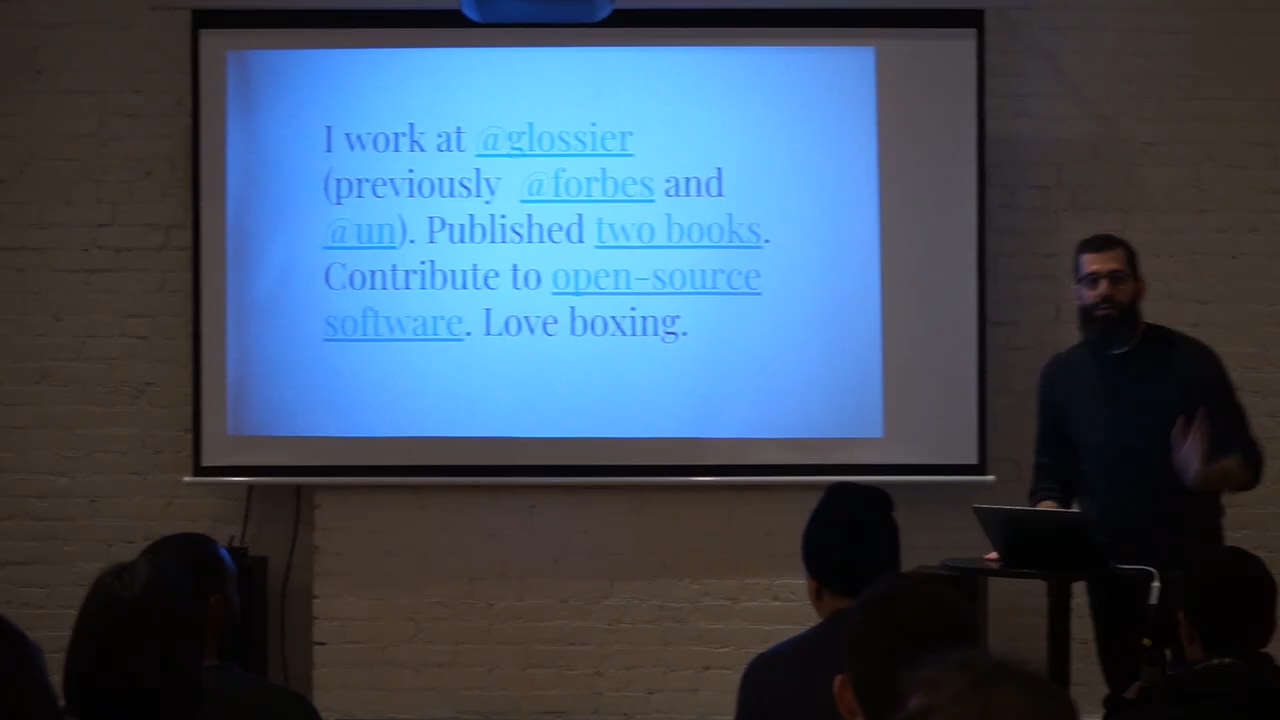 I work at @glossier
(previously @forbes and
@un). Published two books.
Contribute to open-source
software. Love boxing.